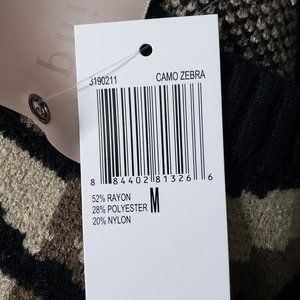 3190211 CAMO ZEBRA
8 84402 81326 6
52% RAYON
28% POLYESTER M
20% NYLON